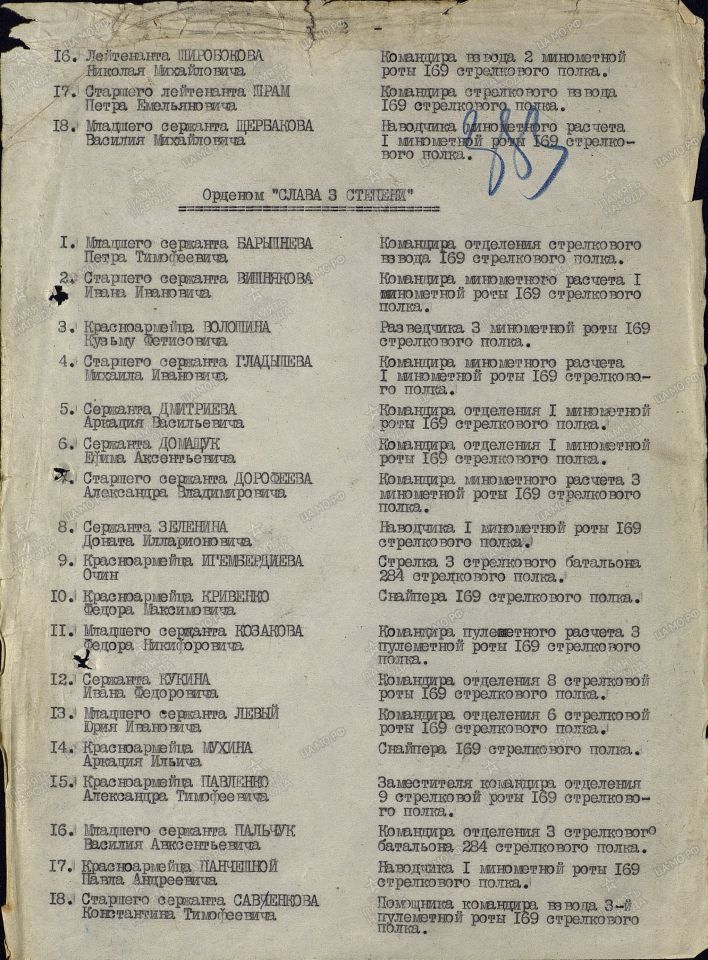 2 -
16. Лейтенанта ШИРОБОКОВА Командира взвода 2 минометной
Николая Михайловича роты 169 стрелкового полка.
17. Старшего лейтенанта ШРАМ Командира стрелкового взвода
Петра Емельяновича 169 стрелкового полка.
18. Младшего сержанта ЩЕРБАКОВА Наводчика минометного расчета
Василия Михайловича I минометной роты 169 стрелко-
вого полка.
Орденом "СЛАВА 3 СТЕПЕНИ"
1. Младшего сержанта БАРЫШНЕВА Командира отделения стрелкового
Петра Тимофеевича взвода 169 стрелкового полка.
2. Старшего сержанта ВИШНЯКОВА Командира минометного расчета I
Ивана Ивановича минометной роты 169 стрелкового
полка.
3. Красноармейца ВОЛОШИНА Разведчика 3 минометной роты 169
Кузьму Фетисовича стрелкового полка.
4. Старшего сержанта ГЛАДЫШЕВА Командира минометного расчета
Михаила Ивановича I минометной роты 169 стрелково-
го полка.
5. Сержанта ДМИТРИЕВА Командира отделения I минометной
Аркадия Васильевича роты 169 стрелкового полка.
6. Сержанта ДОМАЩУК Командира отделения I минометной
Ефима Аксентьевича роты 169 стрелкового полка.
7. Старшего сержанта ДОРОФЕЕВА Командира минометного расчета 3
Александра Владимировича минометной роты 169 стрелкового
полка.
8. Сержанта ЗЕЛЕНИНА Наводчика I минометной роты 169
Доната Илларионовича стрелкового полка.
9. Красноармейца ИГЕМБЕРДИЕВА Стрелка 3 стрелкового батальона
Очин 284 стрелкового полка.
10. Красноармейца КРИВЕНКО Снайпера 169 стрелкового полка.
Федора Максимовича
11. Младшего сержанта КОЗАКОВА Командира пулеметного расчета 3
Федора Никифоровича пулеметной роты 169 стрелкового
полка.
12. Сержанта КУКИНА Командира отделения 8 стрелковой
Ивана Федоровича роты 169 стрелкового полка.
13. Младшего сержанта ЛЕВЫЙ Командира отделения 6 стрелковой
Юрия Ивановича роты 169 стрелкового полка.
14. Красноармейца МУХИНА Снайпера 169 стрелкового полка.
Аркадия Ильича
15. Красноармейца ПАВЛЕНКО Заместителя командира отделения
Александра Тимофеевича 9 стрелковой роты 169 стрелково-
го полка.
16. Младшего сержанта ПАЛЬЧУК Командира отделения 3 стрелкового
Василия Авксентьевича батальона 284 стрелкового полка.
17. Красноармейца ПАНЧЕШНОЙ Наводчика I минометной роты 169
Павла Андреевича стрелкового полка.
18. Старшего сержанта САВЧЕНКОВА Помощника командира взвода 3-й
Константина Тимофеевича пулеметной роты 169 стрелкового
полка.
ЦАМО.РФ